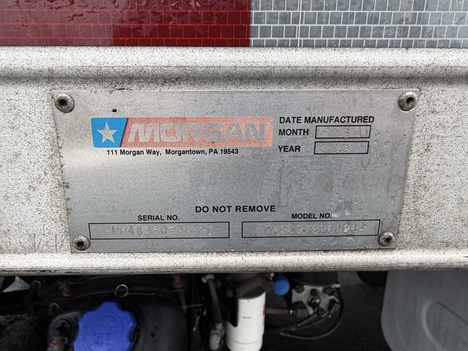 MORGAN
111 Morgan Way, Morgantown, PA 19543
DATE MANUFACTURED
MONTH
YEAR
DO NOT REMOVE
SERIAL NO.
MODEL NO.